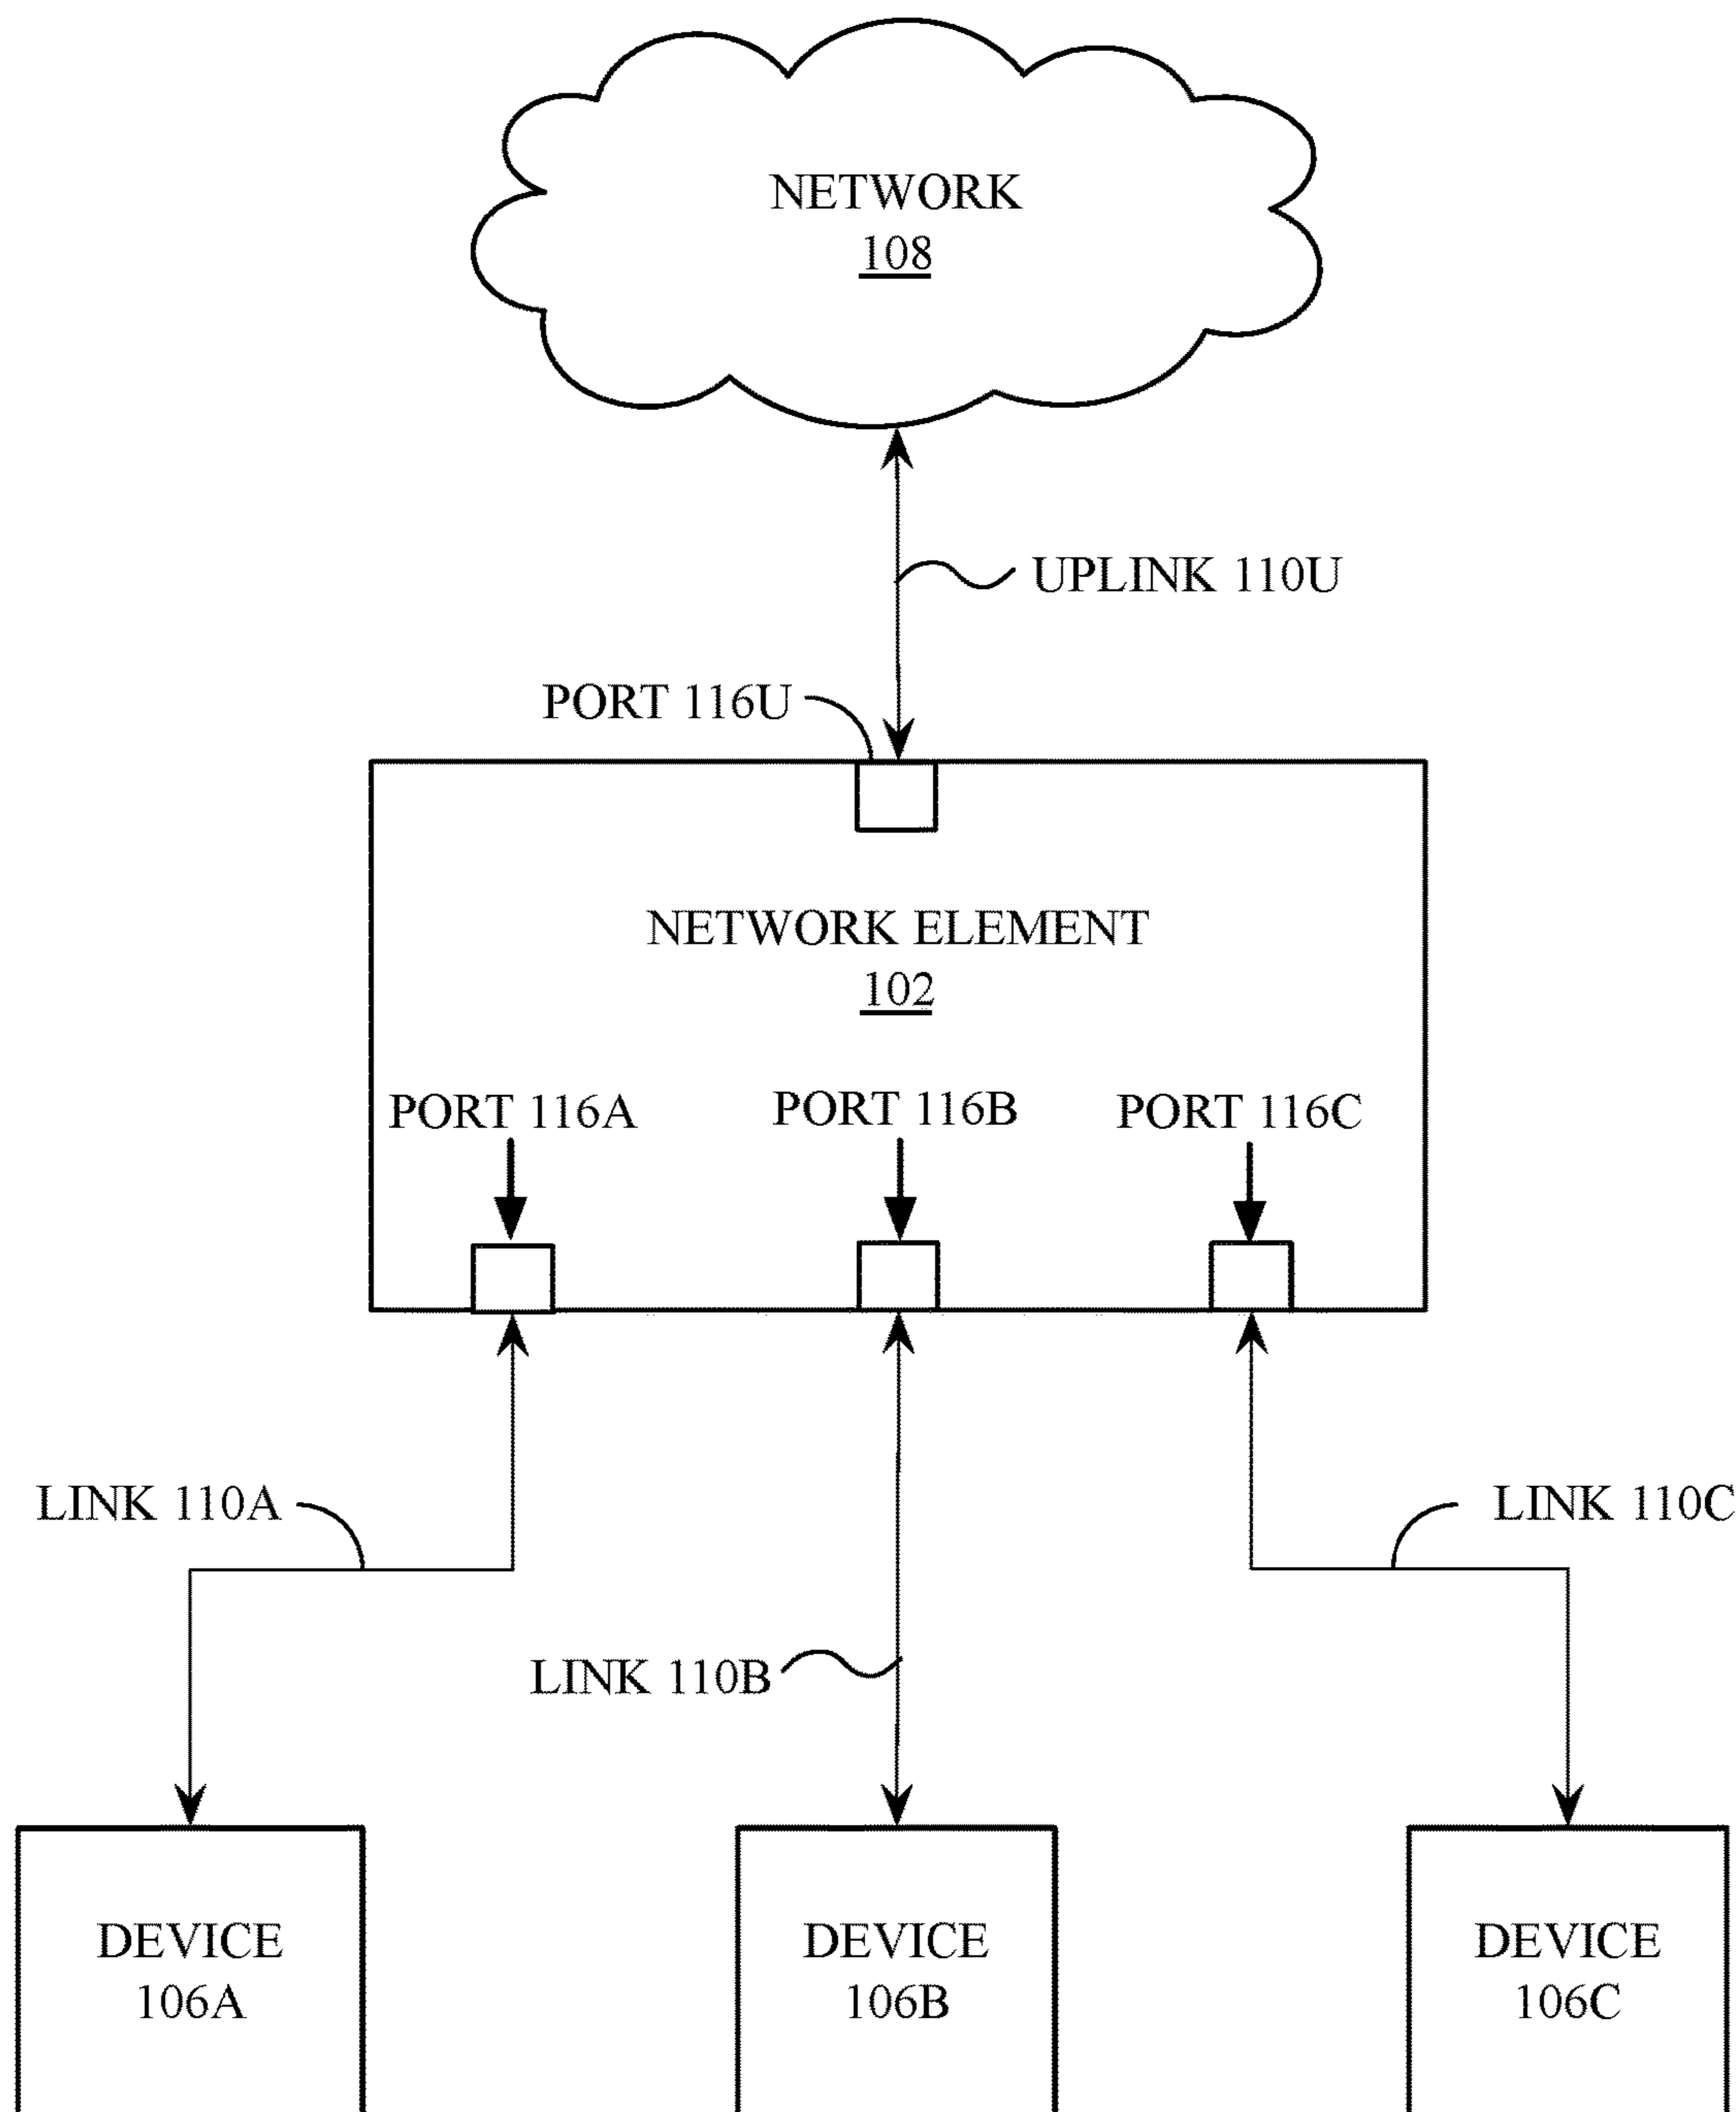 NETWORK
108
UPLINK 110U
PORT 116U
NETWORK ELEMENT
102
PORT 116A
PORT 116B
PORT 116C
LINK 110A
LINK 110C
LINK 110B
DEVICE
106A
DEVICE
106B
DEVICE
106C